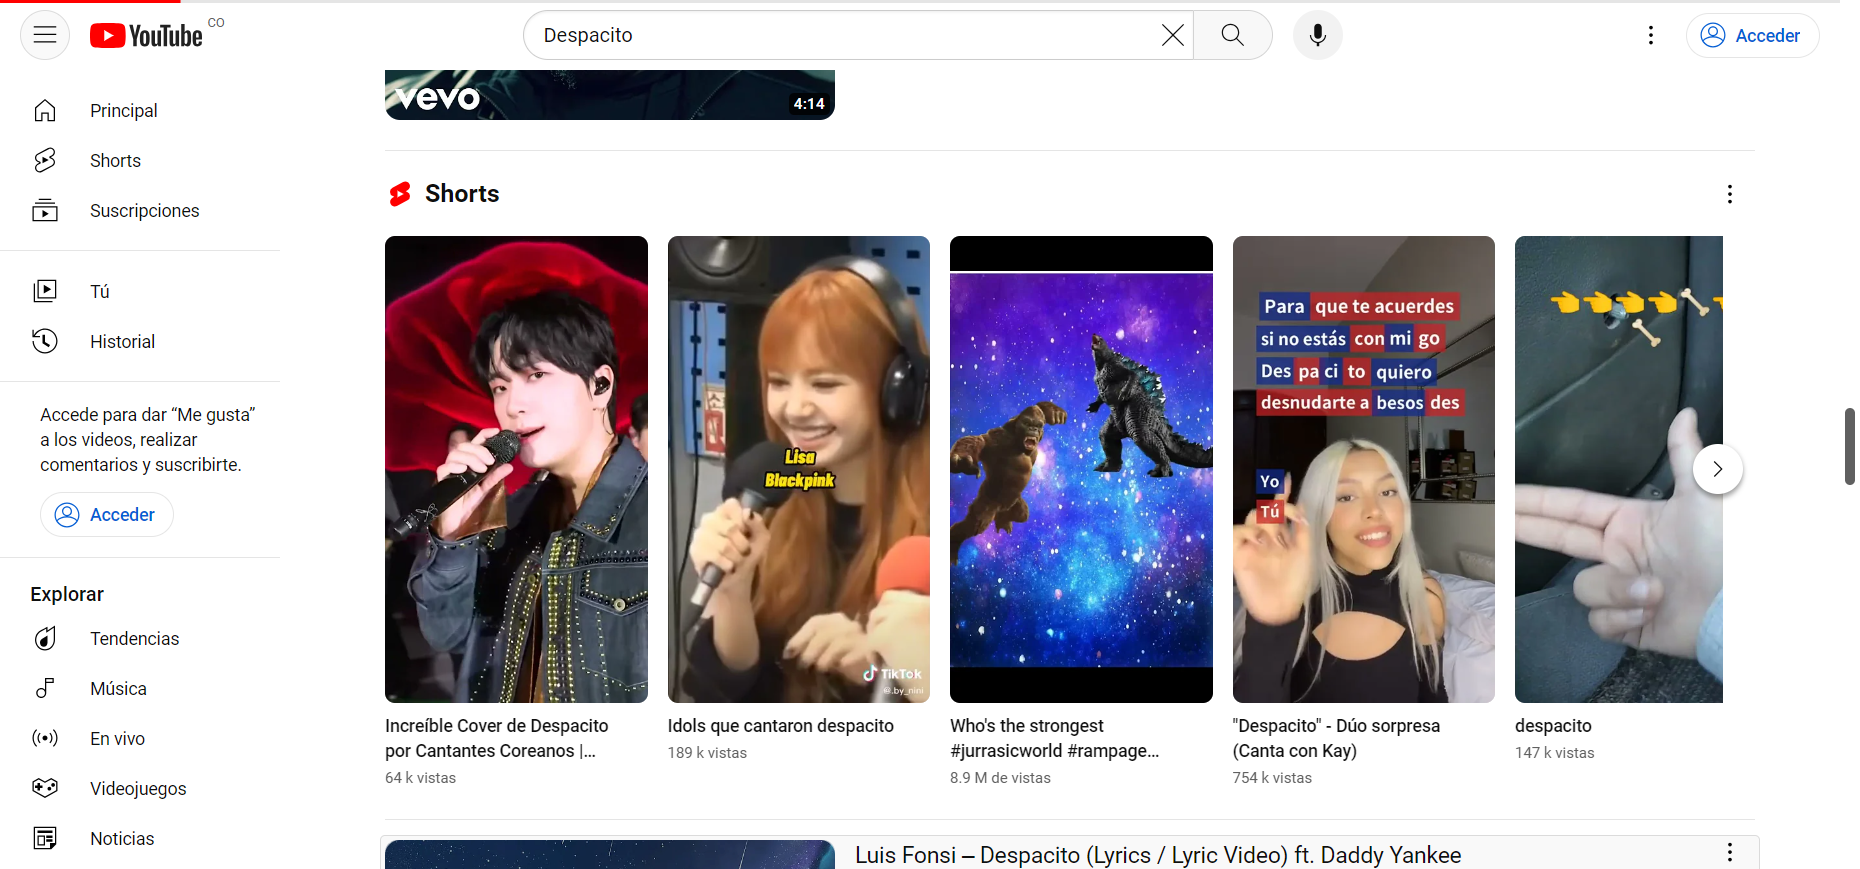 YouTube CO
Despacito
Acceder
Principal
Shorts
Suscripciones
Tú
Historial
Accede para dar “Me gusta”
a los videos, realizar
comentarios y suscribirte.
Acceder
Explorar
Tendencias
Música
En vivo
Videojuegos
Noticias
vevo
4:14
Shorts
Lisa
Blackpink
TikTok
@.by_nini
Para que te acuerdes
si no estás con mi go
Des pa ci to quiero
desnudarte a besos des
Yo
Tú
Increíble Cover de Despacito
por Cantantes Coreanos |...
64 k vistas
Idols que cantaron despacito
189 k vistas
Who's the strongest
#jurrasicworld #rampage...
8.9 M de vistas
"Despacito" - Dúo sorpresa
(Canta con Kay)
754 k vistas
despacito
147 k vistas
Luis Fonsi ‒ Despacito (Lyrics / Lyric Video) ft. Daddy Yankee